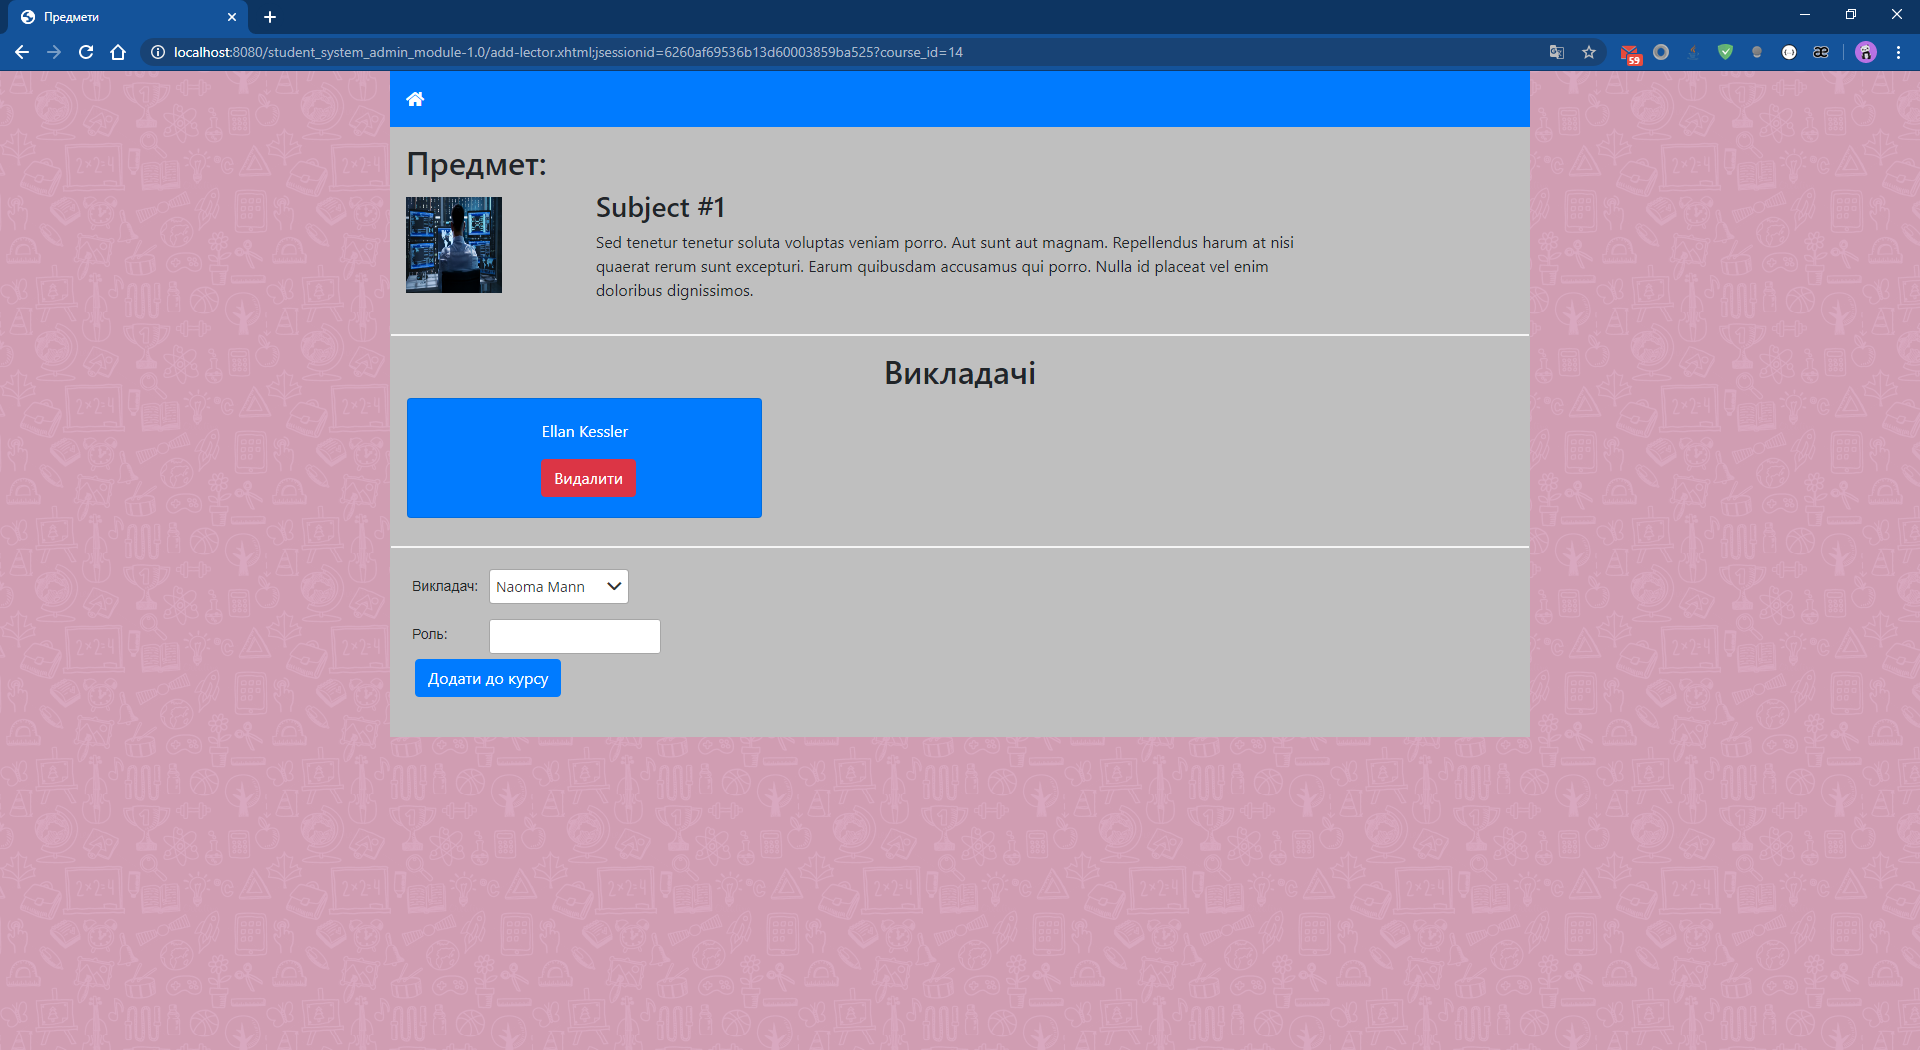 Предмети
localhost:8080/student_system_admin_module-1.0/add-lector.xhtml;jsessionid=6260af69536b13d60003859ba525?course_id=14
59
Предмет:
Subject #1
Sed tenetur tenetur soluta voluptas veniam porro. Aut sunt aut magnam. Repellendus harum at nisi
quaerat rerum sunt excepturi. Earum quibusdam accusamus qui porro. Nulla id placeat vel enim
doloribus dignissimos.
Викладачі
Ellan Kessler
Видалити
Викладач:
Naoma Mann
Роль:
Додати до курсу